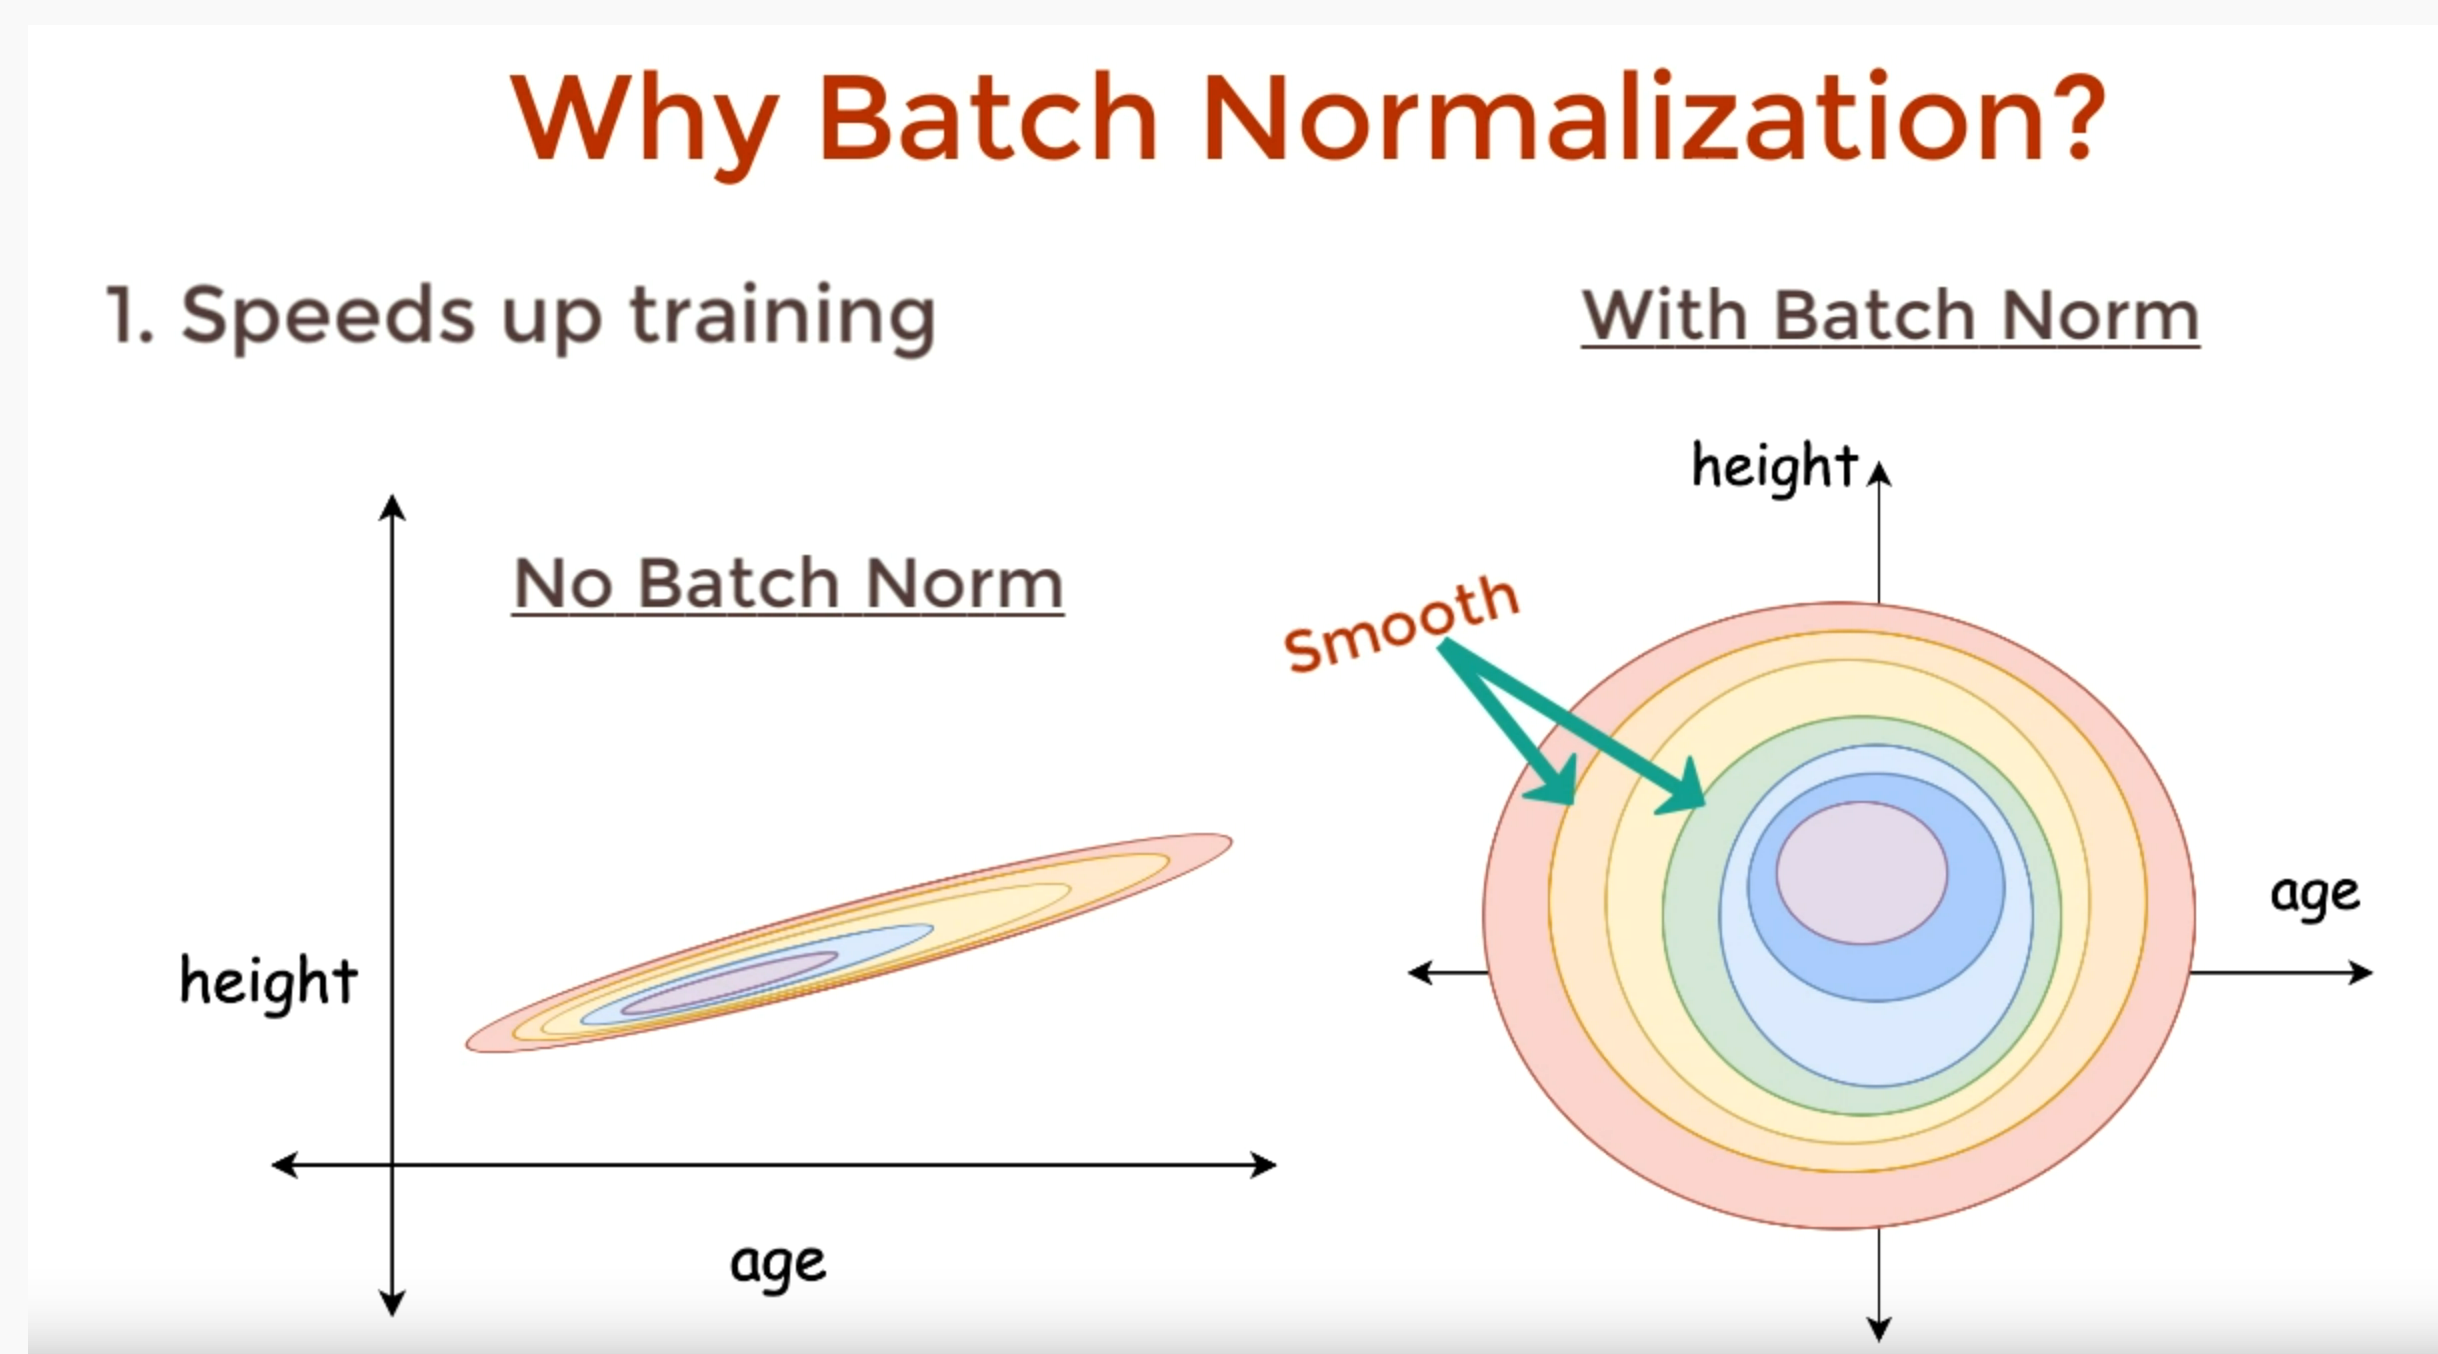 Why Batch Normalization?
1. Speeds up training
With Batch Norm
height
No Batch Norm
Smooth
age
height
age